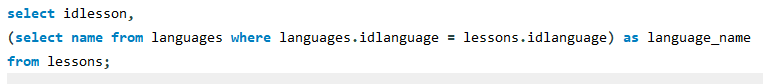 select idlesson,
(select name from languages where languages.idlanguage = lessons.idlanguage) as language_name
from lessons;